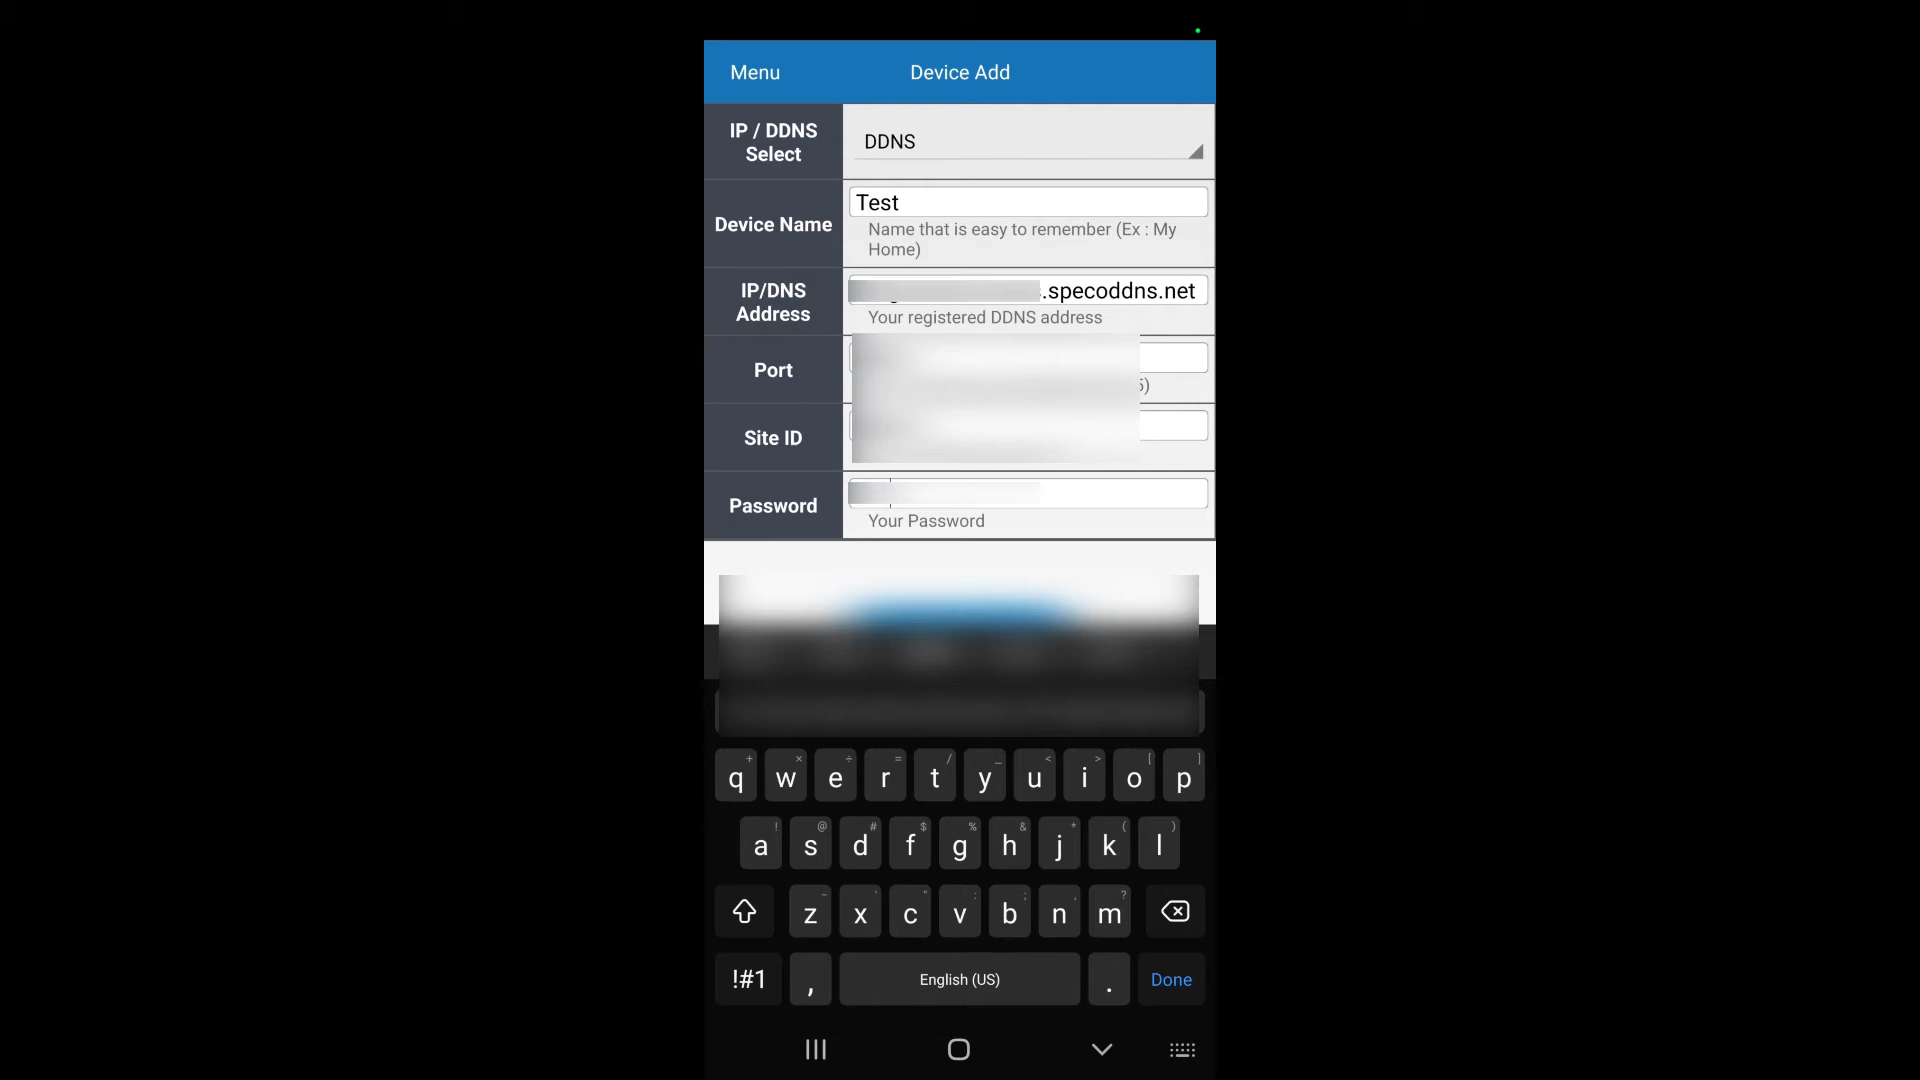 Menu
Device Add
IP / DDNS
Select
DDNS
Device Name
Test
Name that is easy to remember (Ex : My
Home)
IP/DNS
Address
.specoddns.net
Your registered DDNS address
Port
5)
Site ID
Password
Your Password
+ × ÷ = / _ < > [ ]
q w e r t y u i o p
! @ # $ % & * ( )
a s d f g h j k l
- ' " : ; , ?
z x c v b n m
!#1 , English (US) . Done